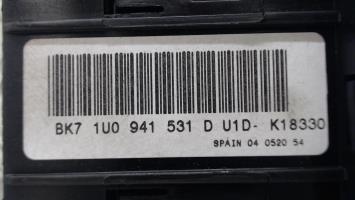 BK7 1U0 941 531 D U1D- K18330
SPAIN 04 0520 54